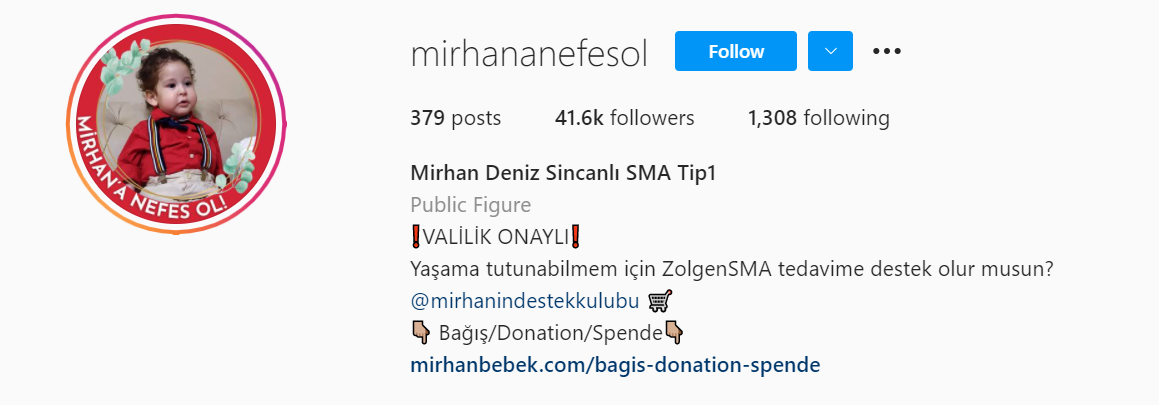 MİRHAN'A NEFES OL!
mirhananefesol Follow
379 posts 41.6k followers 1,308 following
Mirhan Deniz Sincanlı SMA Tip1
Public Figure
❗VALİLİK ONAYLI❗
Yaşama tutunabilmem için ZolgenSMA tedavime destek olur musun?
@mirhanindestekkulubu 🛒
👇🏼 Bağış/Donation/Spende👇🏼
mirhanbebek.com/bagis-donation-spende